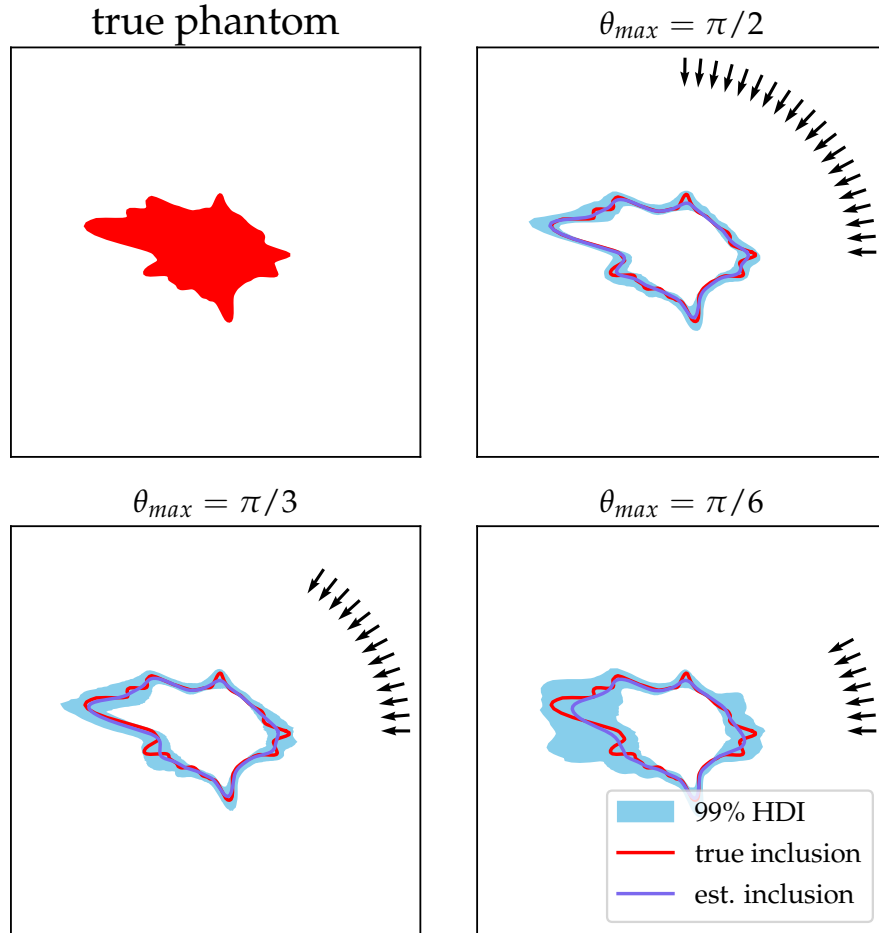 true phantom
θ_max = π/2
θ_max = π/3
θ_max = π/6
99% HDI
true inclusion
est. inclusion